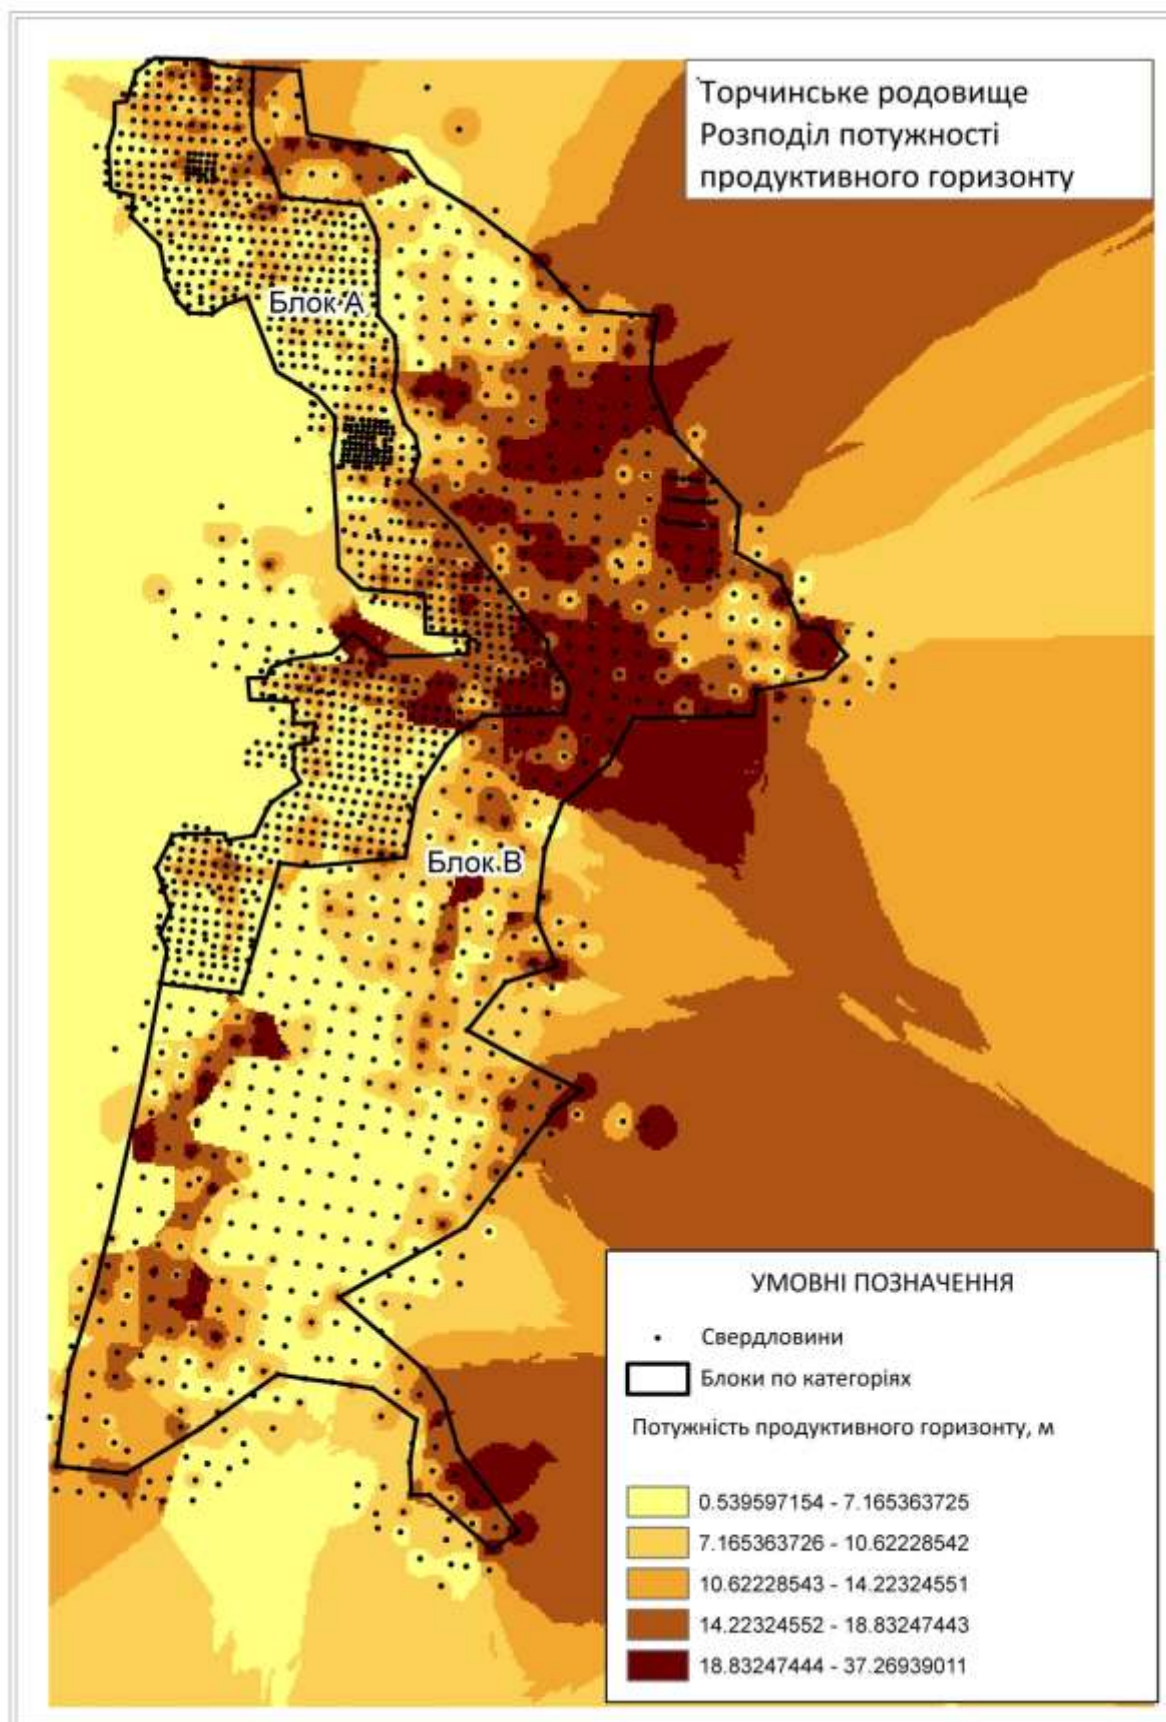 Торчинське родовище
Розподіл потужності
продуктивного горизонту
Блок А
Блок В
УМОВНІ ПОЗНАЧЕННЯ
Свердловини
Блоки по категоріях
Потужність продуктивного горизонту, м
0.539597154 - 7.165363725
7.165363726 - 10.62228542
10.62228543 - 14.22324551
14.22324552 - 18.83247443
18.83247444 - 37.26939011